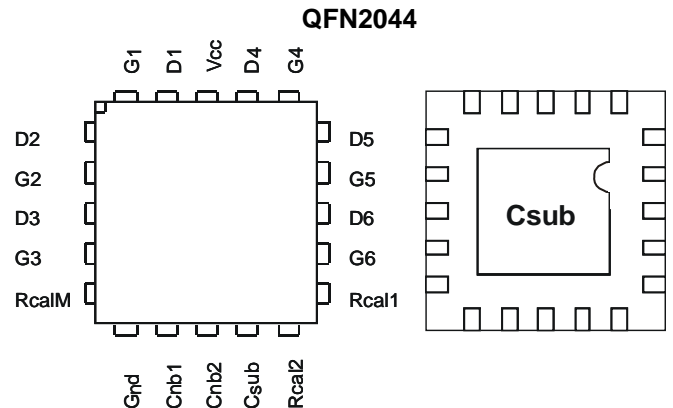 QFN2044
G1 D1 Vcc D4 G4
D2 D5
G2 G5
D3 Csub D6
G3 G6
RcalM Rcal1
Gnd Cnb1 Cnb2 Csub Rcal2